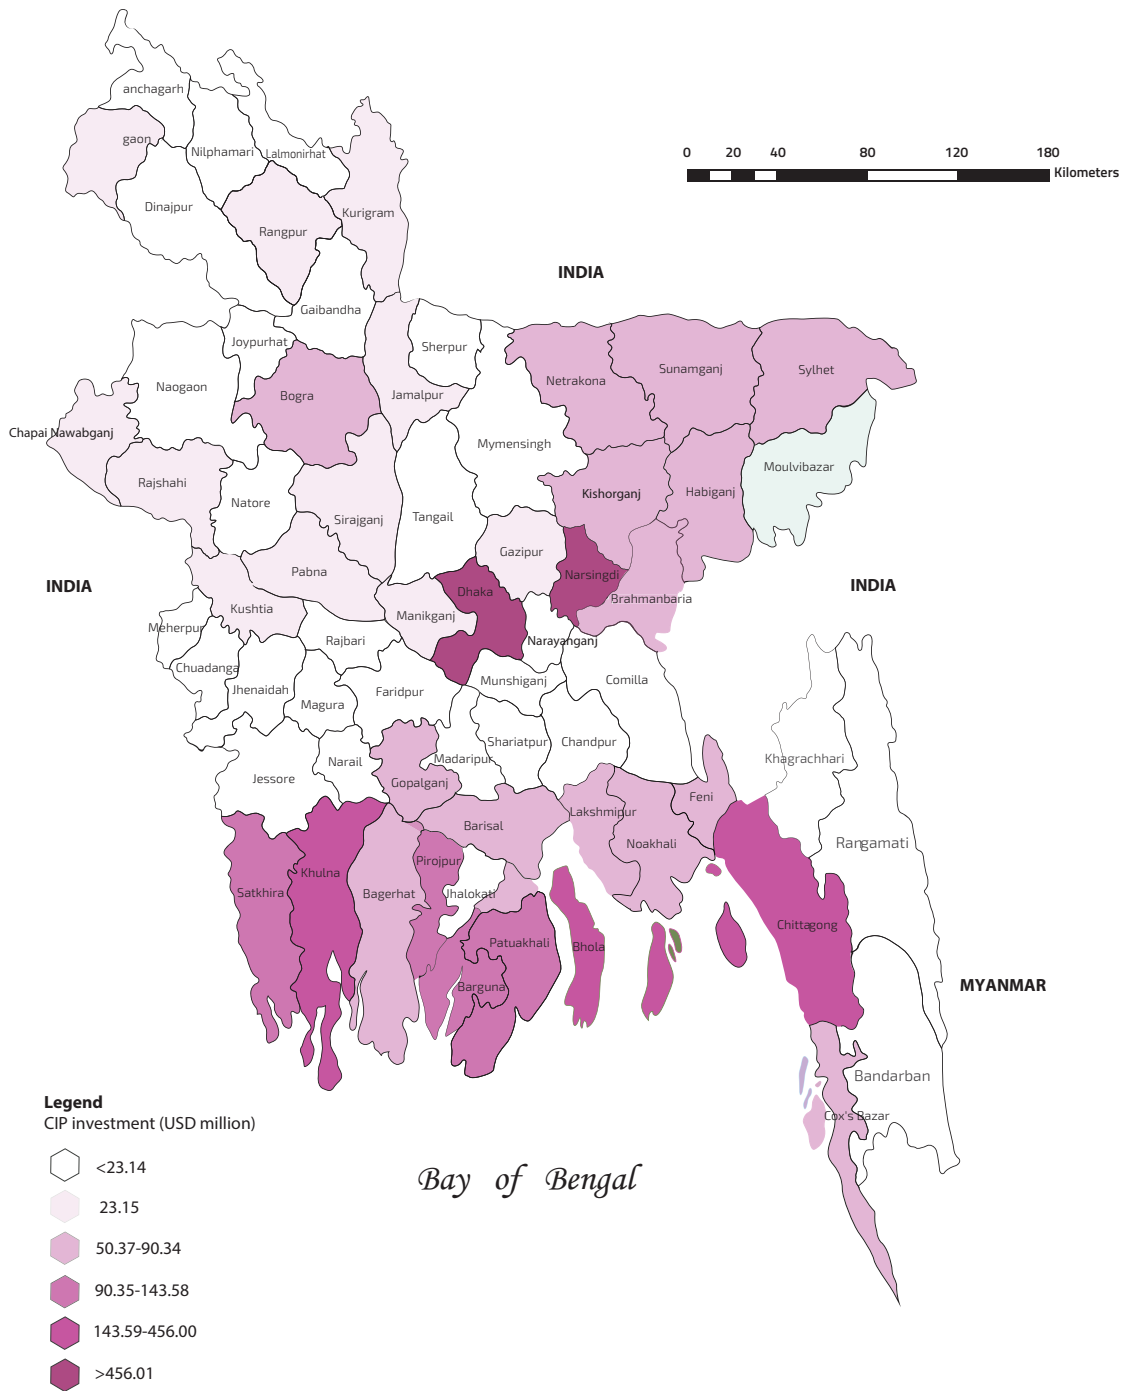 anchagarh
gaon
Nilphamari
Lalmonirhat
0 20 40 80 120 180
Kilometers
Dinajpur
Rangpur
Kurigram
INDIA
Gaibandha
Joypurhat
Sherpur
Naogaon
Bogra
Jamalpur
Netrakona
Sunamganj
Sylhet
Chapai Nawabganj
Mymensingh
Moulvibazar
Rajshahi
Natore
Sirajganj
Tangail
Kishorganj
Habiganj
Gazipur
INDIA
Pabna
Dhaka
Narsingdi
INDIA
Kushtia
Manikganj
Brahmanbaria
Meherpur
Rajbari
Narayanganj
Chuadanga
Jhenaidah
Magura
Faridpur
Munshiganj
Comilla
Shariatpur
Chandpur
Jessore
Narail
Madaripur
Khagrachhari
Gopalganj
Feni
Barisal
Lakshmipur
Noakhali
Rangamati
Satkhira
Khulna
Pirojpur
Bagerhat
Jhalokati
Chittagong
Patuakhali
Bhola
Barguna
MYANMAR
Bandarban
Cox's Bazar
Bay of Bengal
Legend
CIP investment (USD million)
<23.14
23.15
50.37-90.34
90.35-143.58
143.59-456.00
>456.01